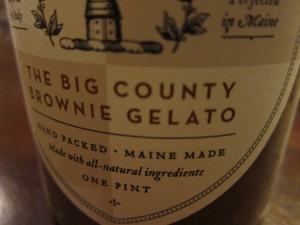 Italy
Perfected
in Maine
THE BIG COUNTY
BROWNIE GELATO
HAND PACKED · MAINE MADE
Made with all-natural ingredients
ONE PINT